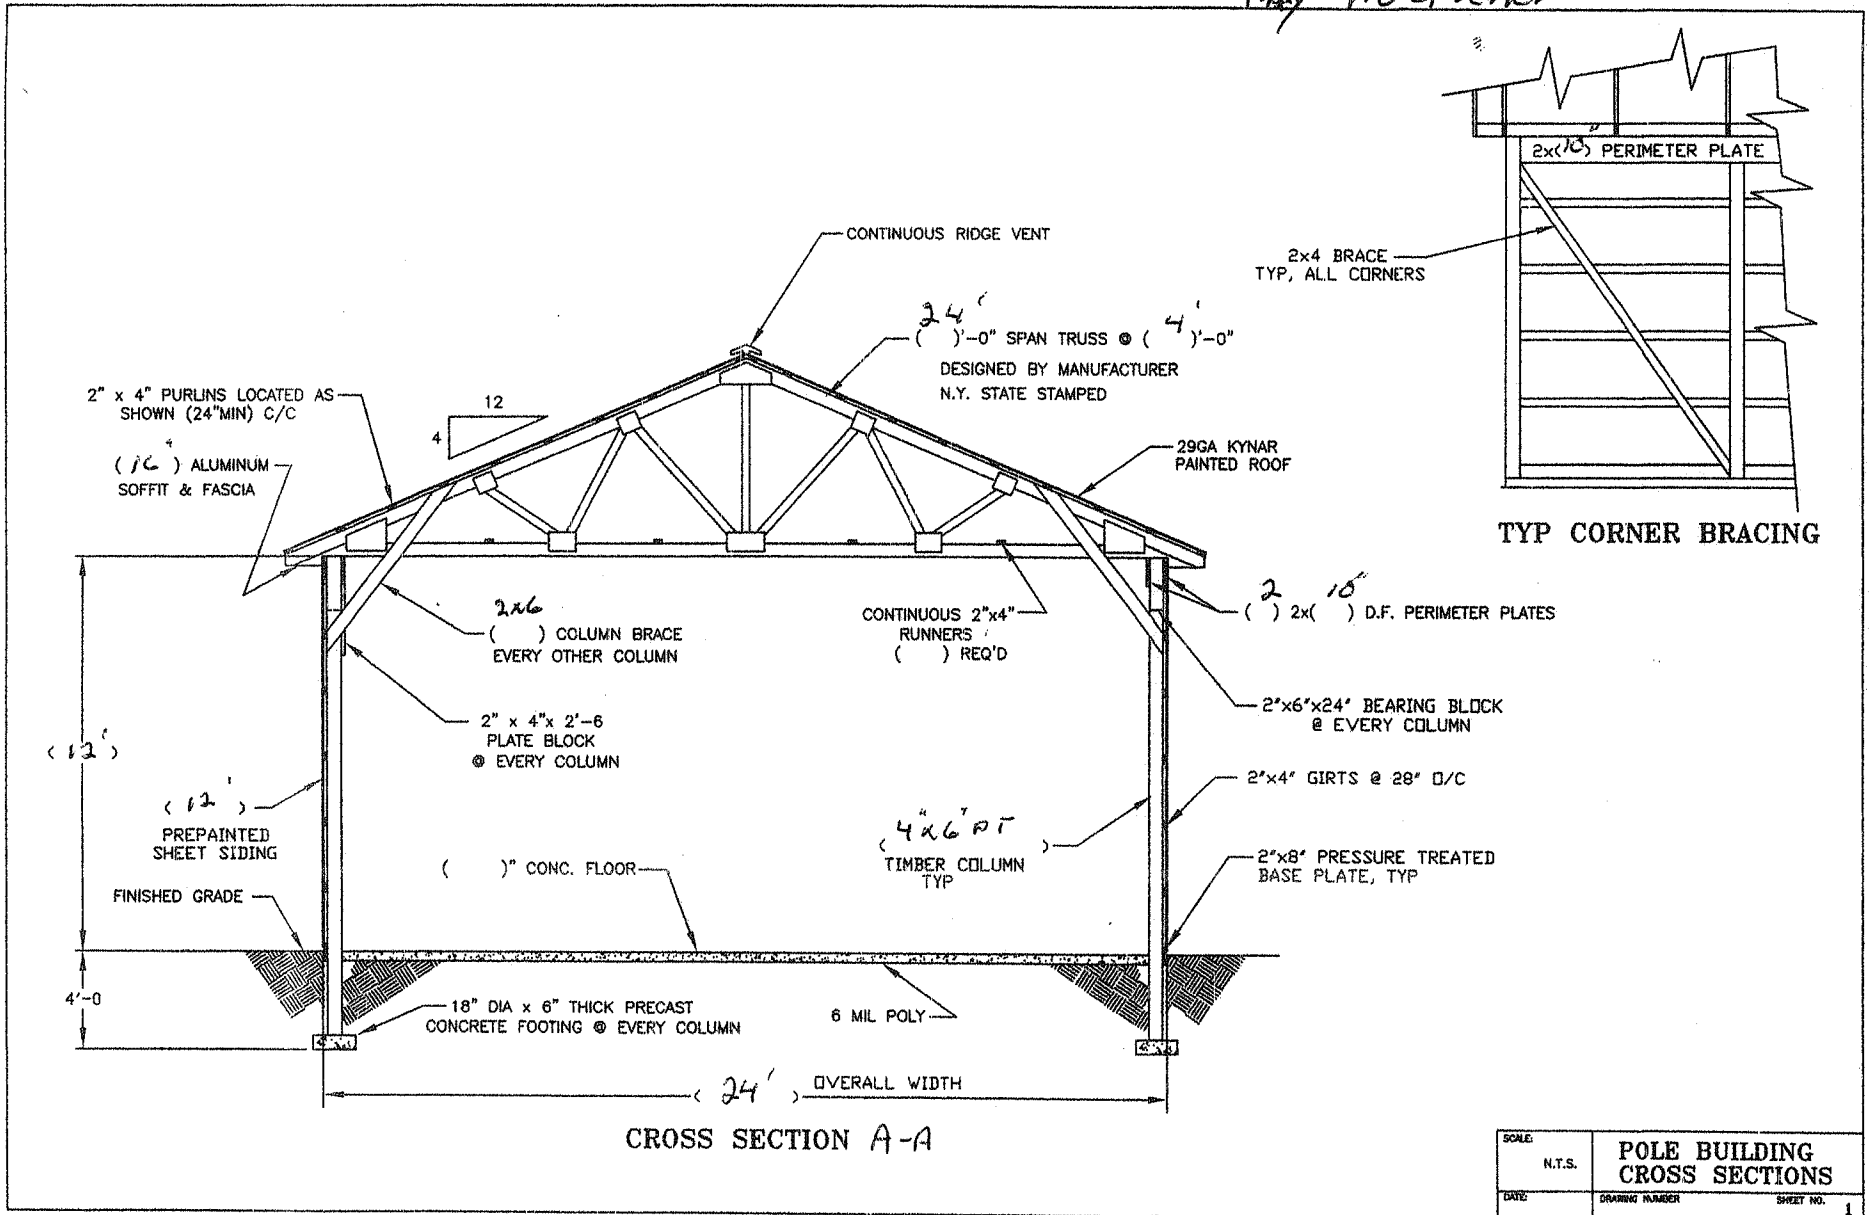 2x(10") PERIMETER PLATE
2x4 BRACE
TYP, ALL CORNERS
TYP CORNER BRACING
CONTINUOUS RIDGE VENT
(24')'-0" SPAN TRUSS @ (4')'-0"
DESIGNED BY MANUFACTURER
N.Y. STATE STAMPED
2" x 4" PURLINS LOCATED AS
SHOWN (24"MIN) C/C
12
4
(16") ALUMINUM
SOFFIT & FASCIA
29GA KYNAR
PAINTED ROOF
2x6
( ) COLUMN BRACE
EVERY OTHER COLUMN
CONTINUOUS 2"x4"
RUNNERS
( ) REQ'D
2 10"
( ) 2x( ) D.F. PERIMETER PLATES
2" x 4"x 2'-6
PLATE BLOCK
@ EVERY COLUMN
2"x6"x24" BEARING BLOCK
@ EVERY COLUMN
(12')
2"x4" GIRTS @ 28" O/C
(12')
PREPAINTED
SHEET SIDING
(4"x6" PT)
TIMBER COLUMN
TYP
( )" CONC. FLOOR
2"x8" PRESSURE TREATED
BASE PLATE, TYP
FINISHED GRADE
4'-0
18" DIA x 6" THICK PRECAST
CONCRETE FOOTING @ EVERY COLUMN
6 MIL POLY
(24') OVERALL WIDTH
CROSS SECTION A-A
SCALE:
N.T.S.
POLE BUILDING
CROSS SECTIONS
DATE:
DRAWING NUMBER
SHEET NO.
1